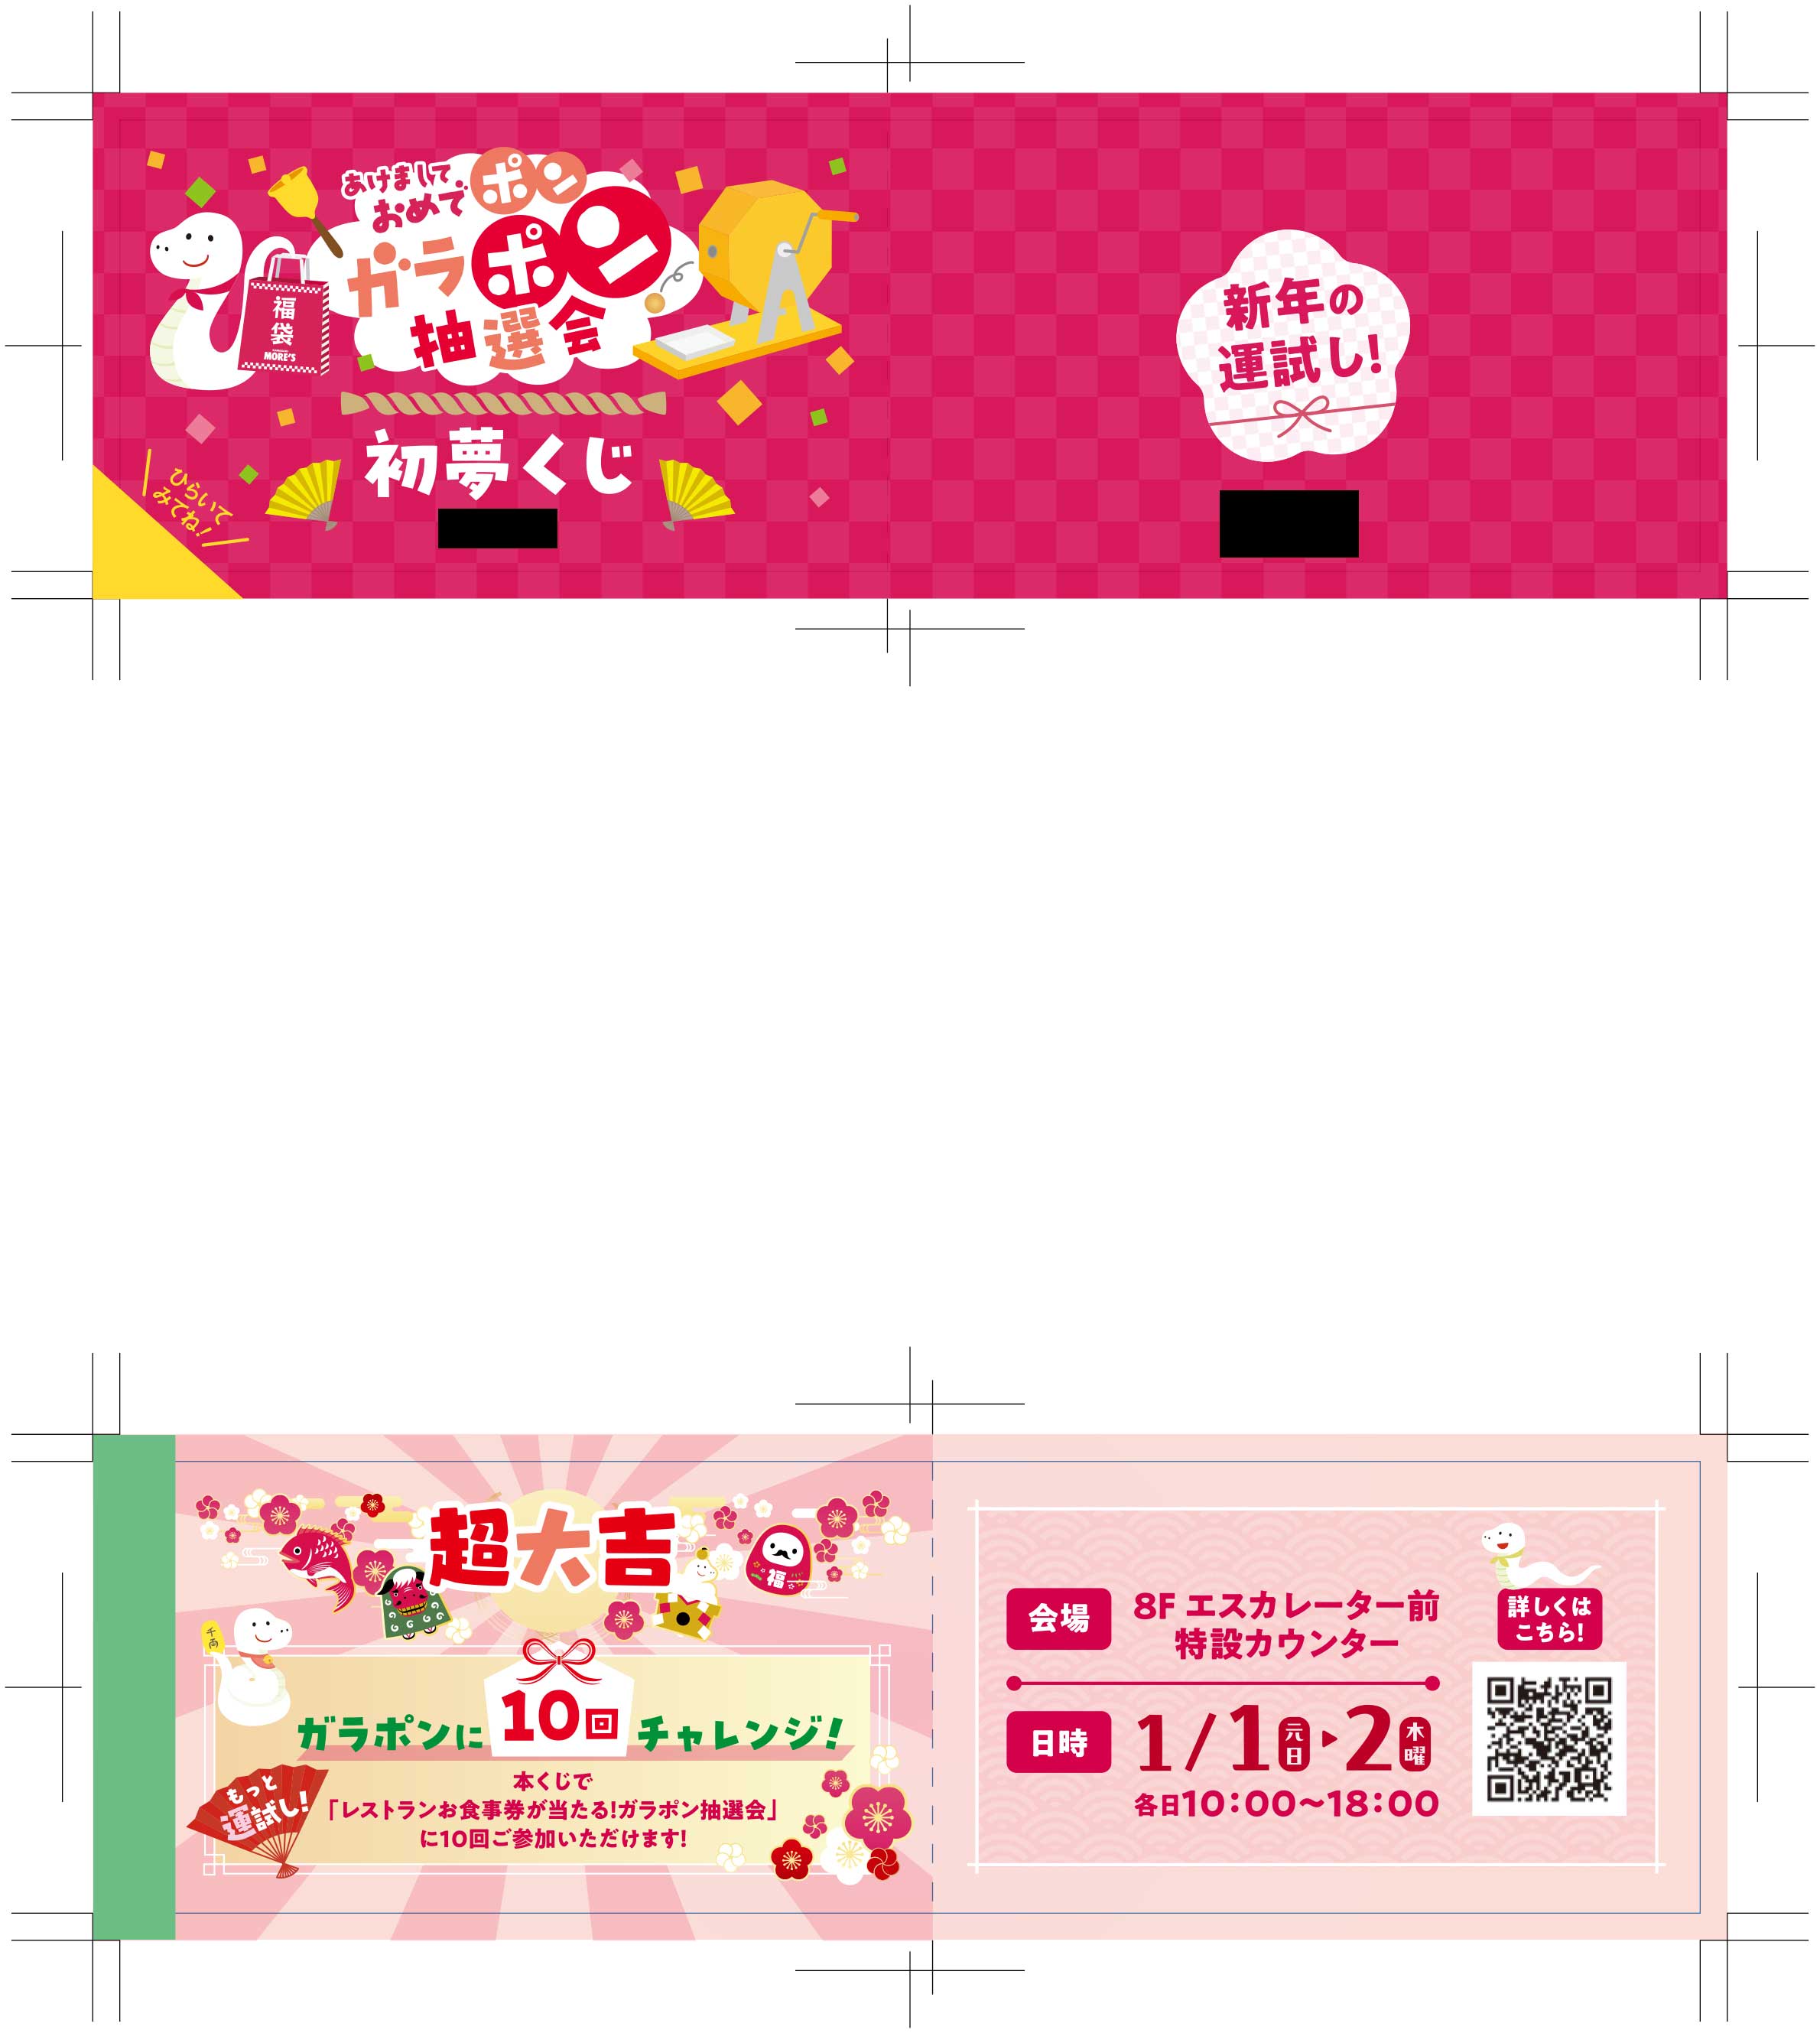 あけまして、
おめで
ポン
ガラ
ポン
抽選会
福袋
MORE'S
初夢くじ
ひらいて
みてね!
新年の
運試し!
超大吉
福
千両
ガラポンに
10回
チャレンジ!
もっと
運試し!
本くじで
「レストランお食事券が当たる!ガラポン抽選会」
に10回ご参加いただけます!
会場
8F エスカレーター前
特設カウンター
日時
1/1元日▶2木曜
各日10:00〜18:00
詳しくは
こちら!